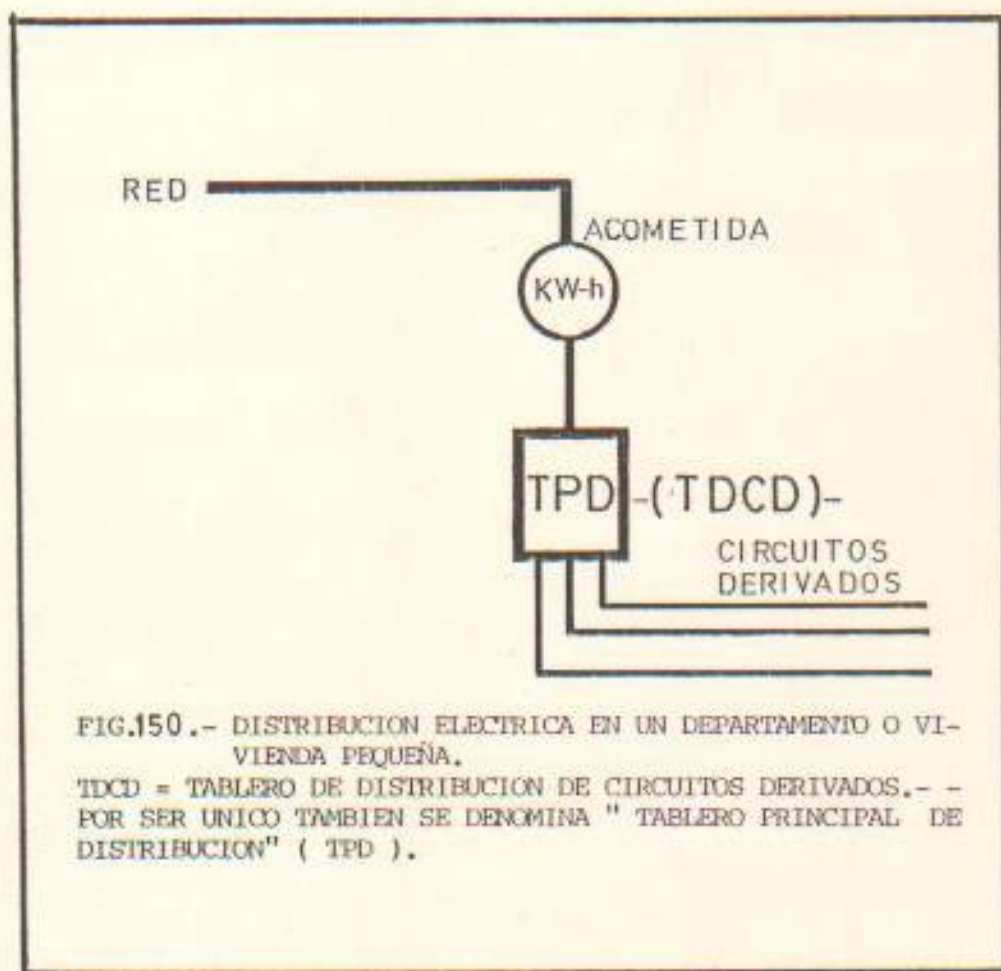 RED
ACOMETIDA
KW-h
TPD -(TDCD)-
CIRCUITOS
DERIVADOS
FIG.150.- DISTRIBUCION ELECTRICA EN UN DEPARTAMENTO O VI-
VIENDA PEQUEÑA.
TDCD = TABLERO DE DISTRIBUCION DE CIRCUITOS DERIVADOS.- -
POR SER UNICO TAMBIEN SE DENOMINA " TABLERO PRINCIPAL DE
DISTRIBUCION" ( TPD ).